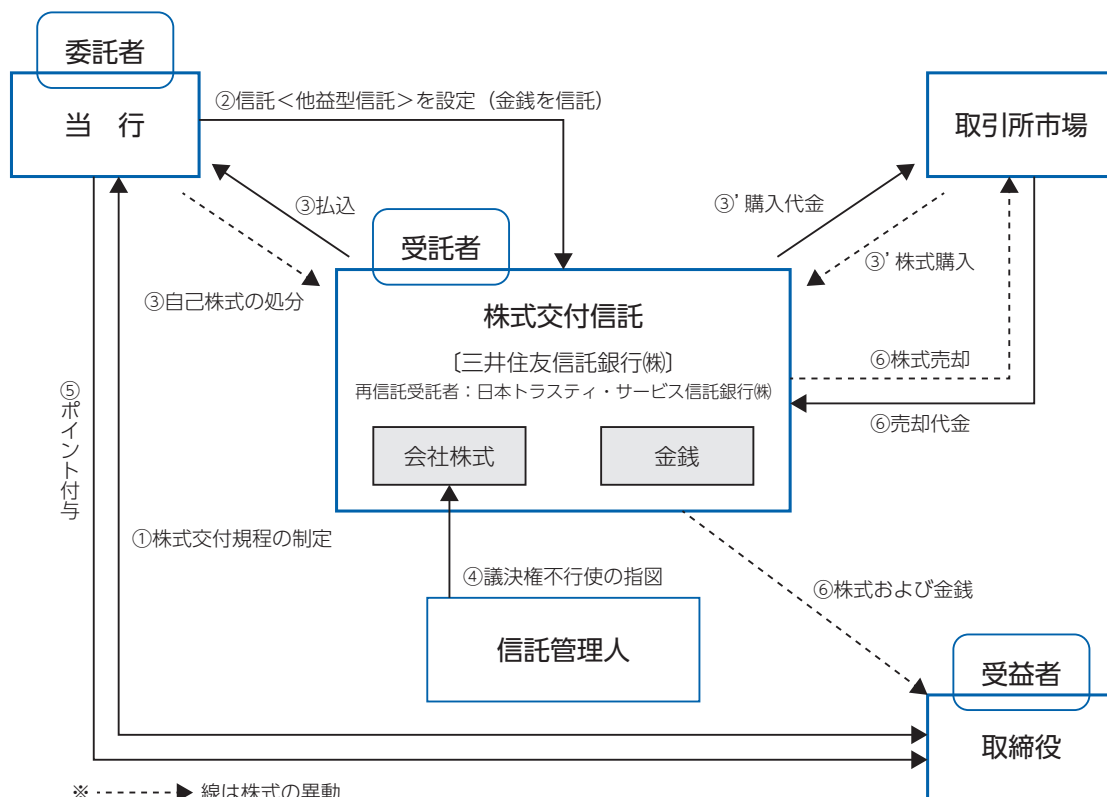 委託者
当　行
取引所市場
②信託＜他益型信託＞を設定（金銭を信託）
③払込
③’購入代金
受託者
③’株式購入
③自己株式の処分
株式交付信託
〔三井住友信託銀行㈱〕
再信託受託者：日本トラスティ・サービス信託銀行㈱
⑥株式売却
⑥売却代金
⑤ポイント付与
会社株式
金銭
①株式交付規程の制定
④議決権不行使の指図
⑥株式および金銭
信託管理人
受益者
取締役
※ 線は株式の異動